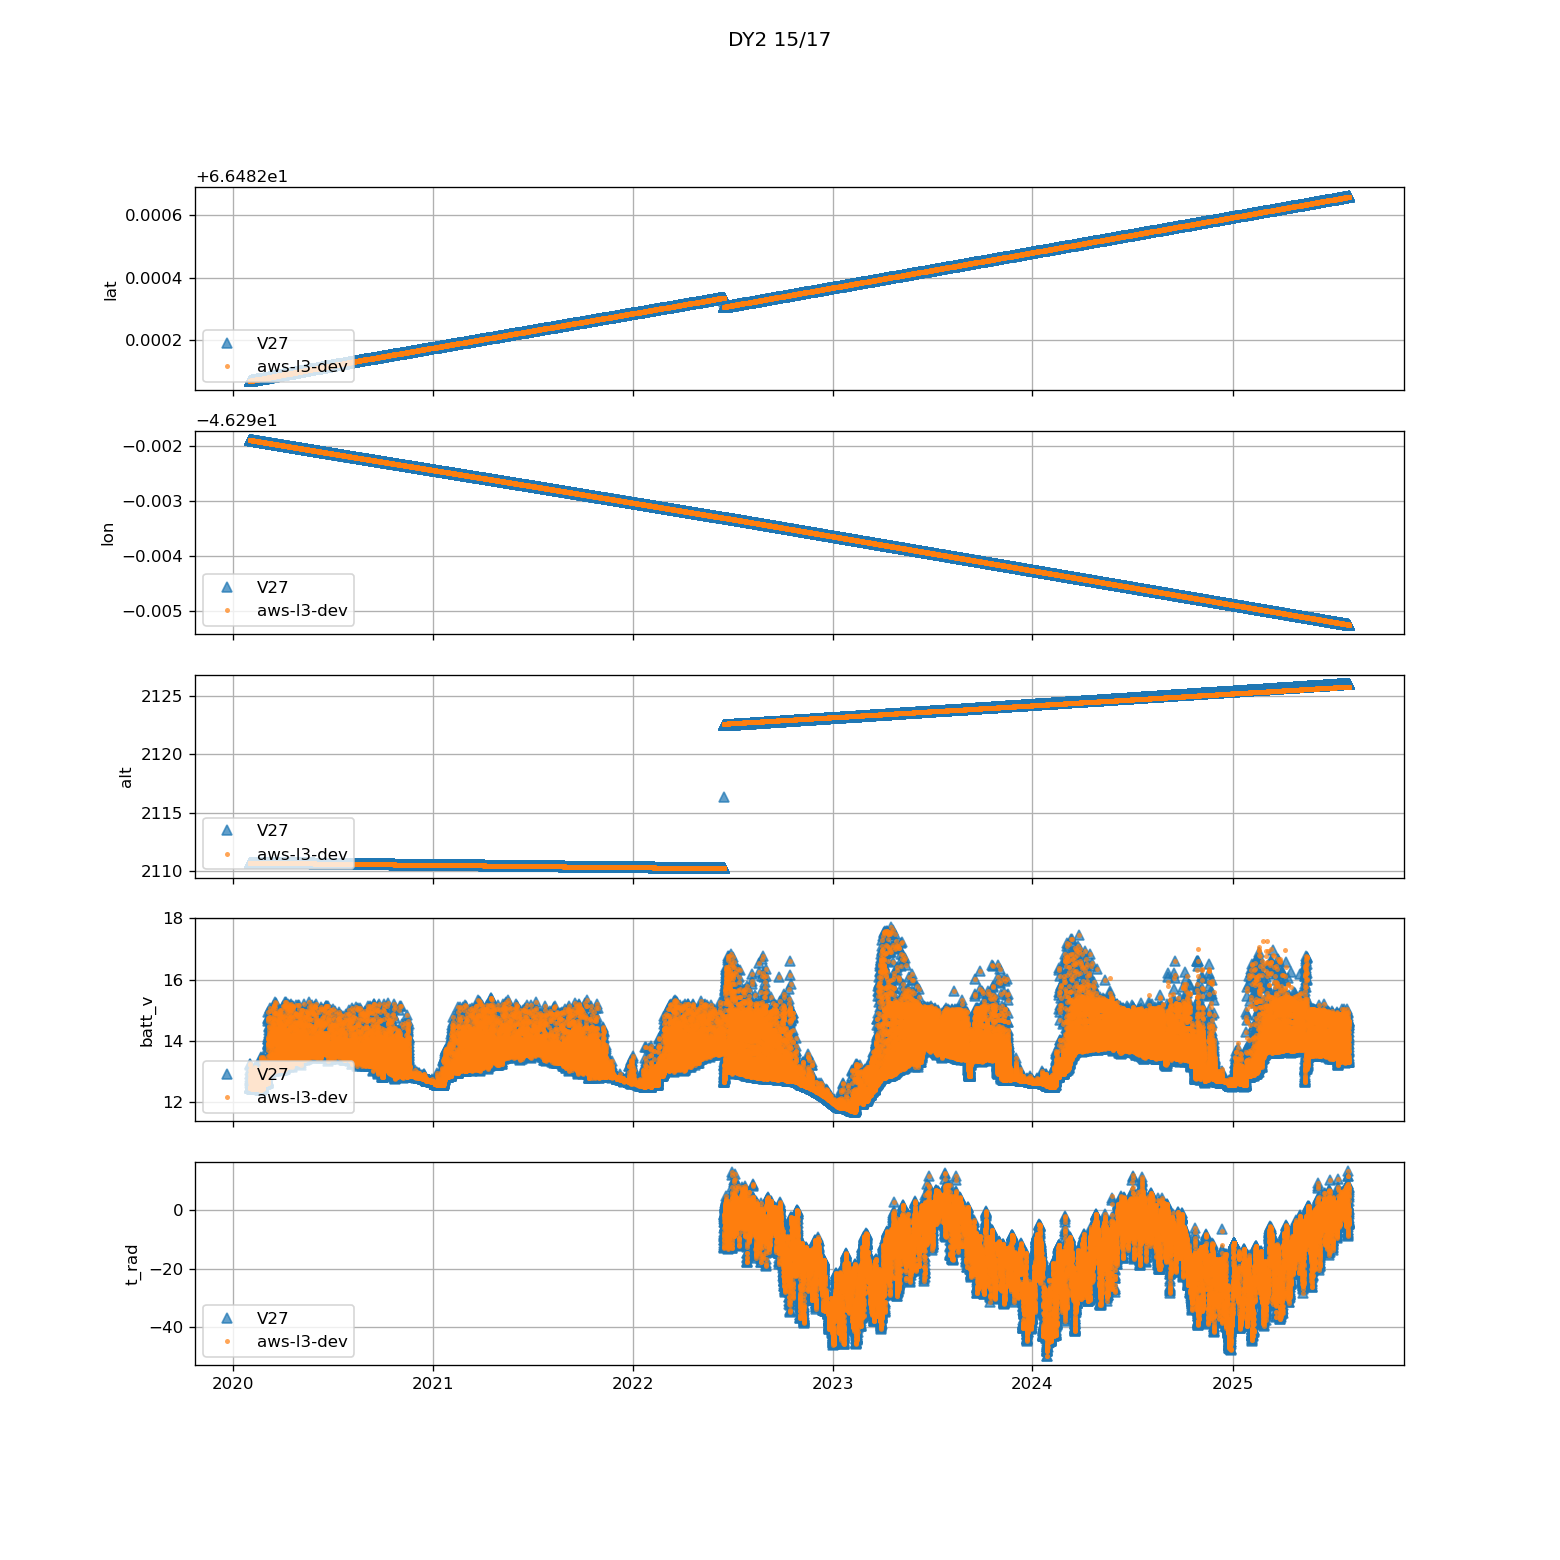 DY2 15/17
+6.6482e1
0.0006
0.0004
0.0002
lat
V27
aws-l3-dev
−4.629e1
−0.002
−0.003
−0.004
−0.005
lon
V27
aws-l3-dev
2125
2120
2115
2110
alt
V27
aws-l3-dev
18
16
14
12
batt_v
V27
aws-l3-dev
0
−20
−40
t_rad
V27
aws-l3-dev
2020 2021 2022 2023 2024 2025